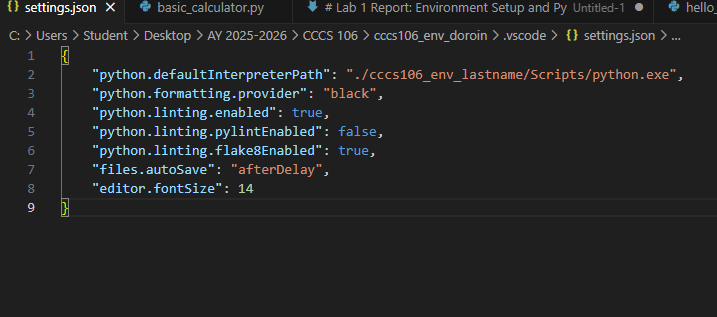 settings.json
basic_calculator.py
# Lab 1 Report: Environment Setup and Py Untitled-1
hello_
C: > Users > Student > Desktop > AY 2025-2026 > CCCS 106 > cccs106_env_doroin > .vscode > {} settings.json > ...
1 {
2 "python.defaultInterpreterPath": "./cccs106_env_lastname/Scripts/python.exe",
3 "python.formatting.provider": "black",
4 "python.linting.enabled": true,
5 "python.linting.pylintEnabled": false,
6 "python.linting.flake8Enabled": true,
7 "files.autoSave": "afterDelay",
8 "editor.fontSize": 14
9 }